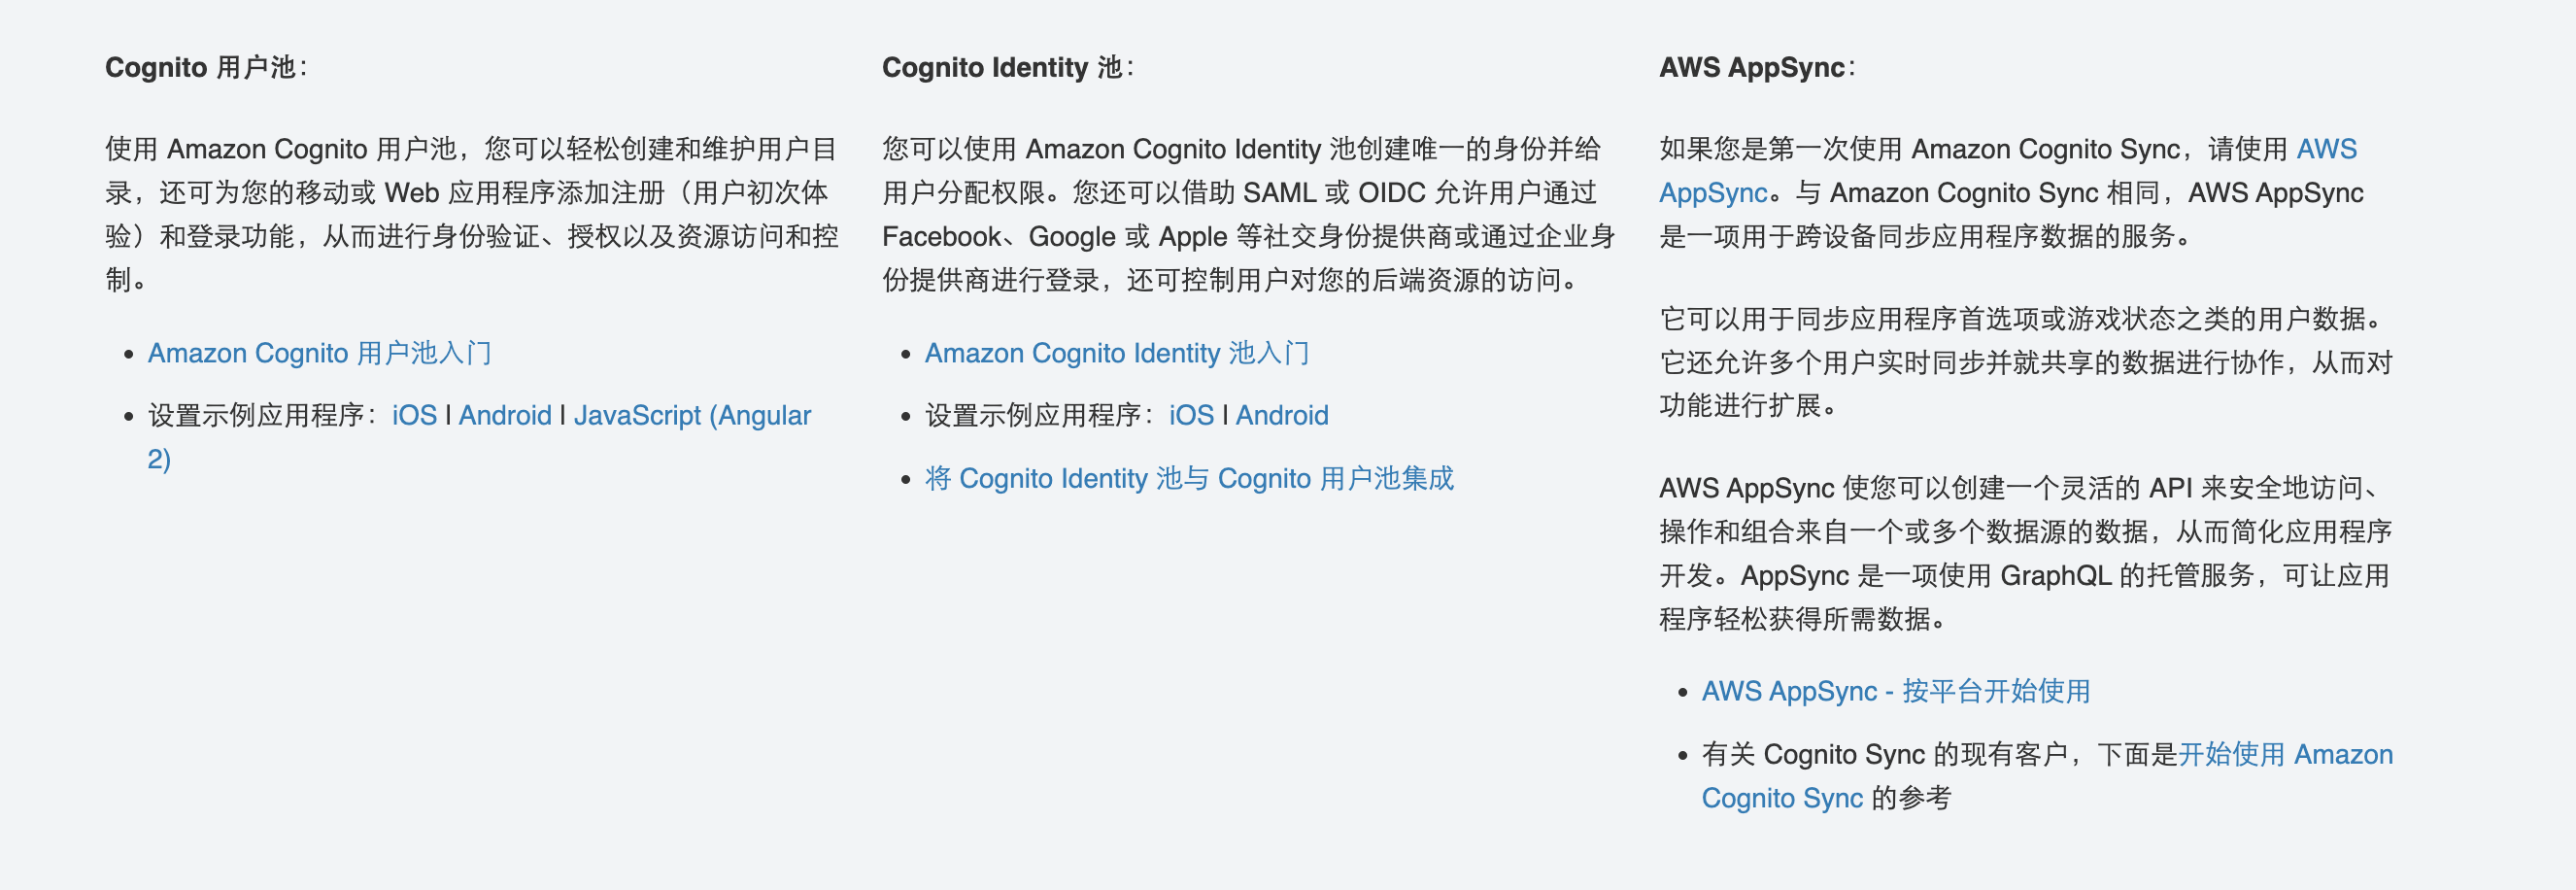 Cognito 用户池：
使用 Amazon Cognito 用户池，您可以轻松创建和维护用户目
录，还可为您的移动或 Web 应用程序添加注册（用户初次体
验）和登录功能，从而进行身份验证、授权以及资源访问和控
制。
• Amazon Cognito 用户池入门
• 设置示例应用程序：iOS | Android | JavaScript (Angular
2)
Cognito Identity 池：
您可以使用 Amazon Cognito Identity 池创建唯一的身份并给
用户分配权限。您还可以借助 SAML 或 OIDC 允许用户通过
Facebook、Google 或 Apple 等社交身份提供商或通过企业身
份提供商进行登录，还可控制用户对您的后端资源的访问。
• Amazon Cognito Identity 池入门
• 设置示例应用程序：iOS | Android
• 将 Cognito Identity 池与 Cognito 用户池集成
AWS AppSync：
如果您是第一次使用 Amazon Cognito Sync，请使用 AWS
AppSync。与 Amazon Cognito Sync 相同，AWS AppSync
是一项用于跨设备同步应用程序数据的服务。
它可以用于同步应用程序首选项或游戏状态之类的用户数据。
它还允许多个用户实时同步并就共享的数据进行协作，从而对
功能进行扩展。
AWS AppSync 使您可以创建一个灵活的 API 来安全地访问、
操作和组合来自一个或多个数据源的数据，从而简化应用程序
开发。AppSync 是一项使用 GraphQL 的托管服务，可让应用
程序轻松获得所需数据。
• AWS AppSync - 按平台开始使用
• 有关 Cognito Sync 的现有客户，下面是开始使用 Amazon
Cognito Sync 的参考